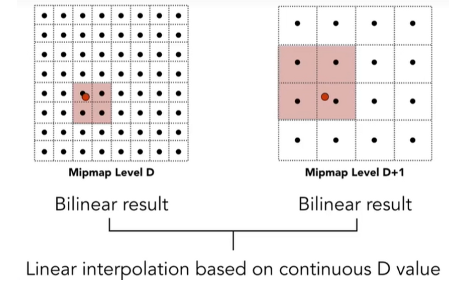 Mipmap Level D
Mipmap Level D+1
Bilinear result
Bilinear result
Linear interpolation based on continuous D value